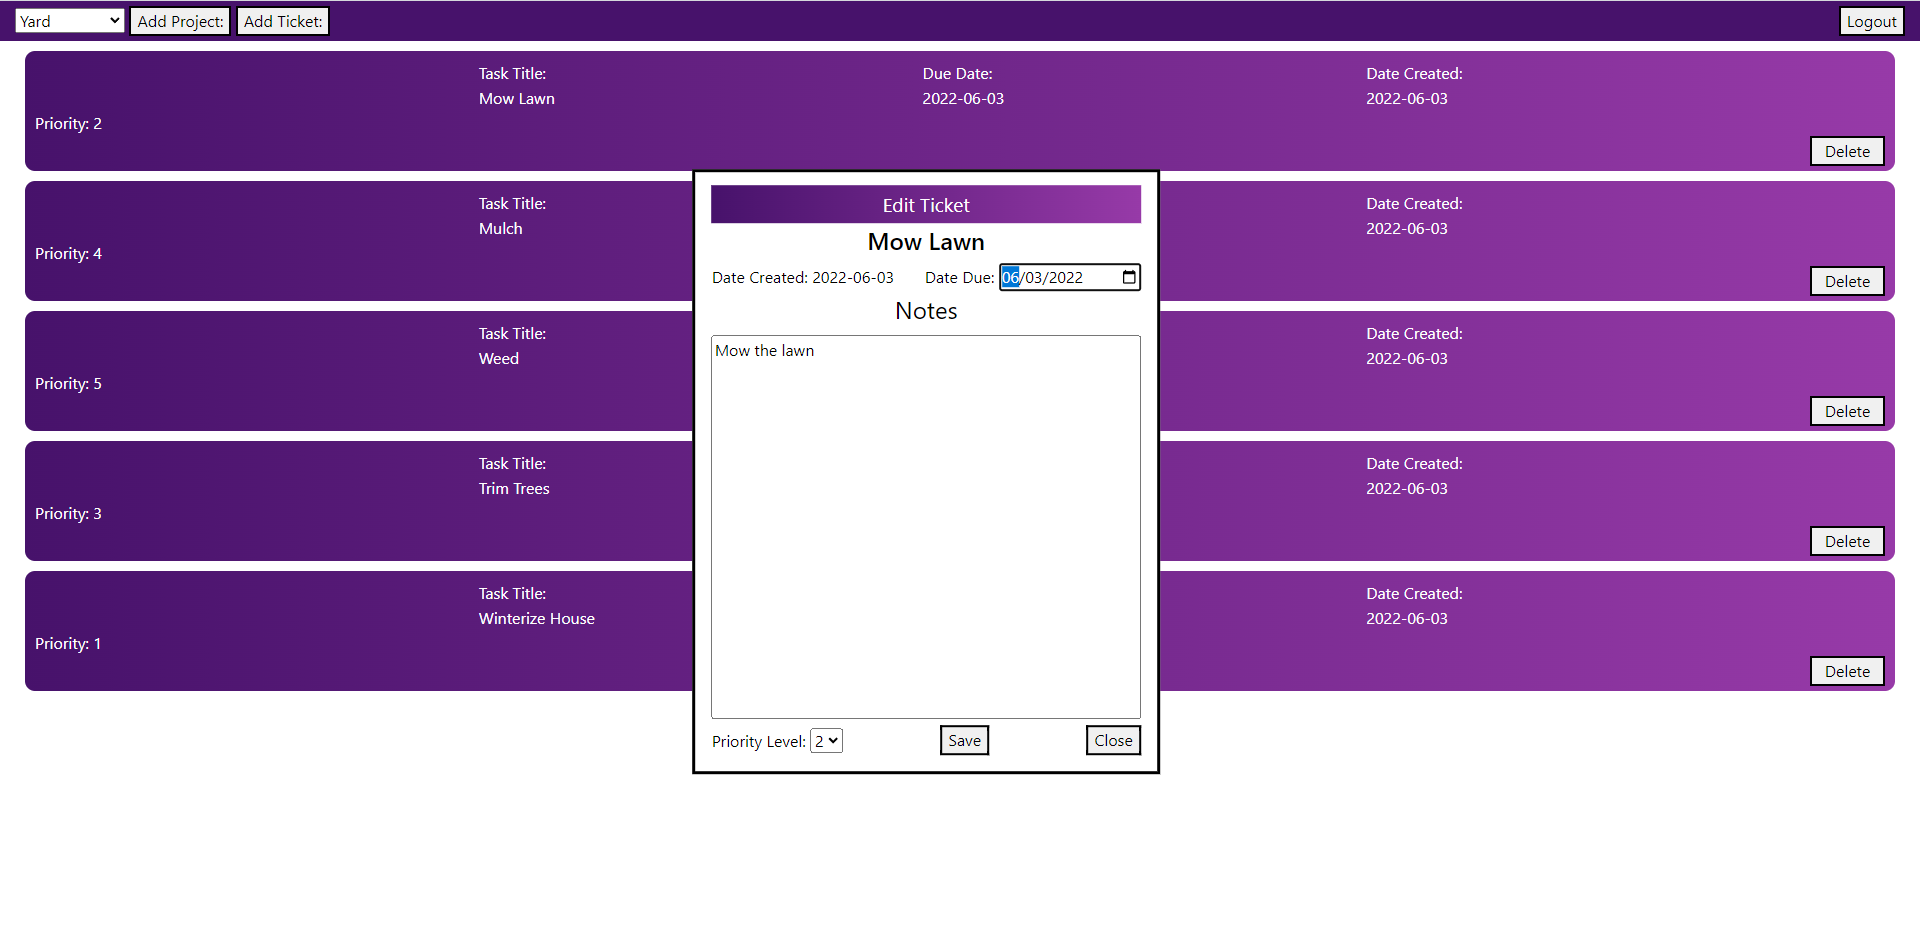 Yard Add Project: Add Ticket: Logout
Task Title: Due Date: Date Created:
Mow Lawn 2022-06-03 2022-06-03
Priority: 2
Delete
Task Title: Date Created:
Mulch 2022-06-03
Priority: 4
Delete
Task Title: Date Created:
Weed 2022-06-03
Priority: 5
Delete
Task Title: Date Created:
Trim Trees 2022-06-03
Priority: 3
Delete
Task Title: Date Created:
Winterize House 2022-06-03
Priority: 1
Delete
Edit Ticket
Mow Lawn
Date Created: 2022-06-03 Date Due: 06/03/2022
Notes
Mow the lawn
Priority Level: 2 Save Close